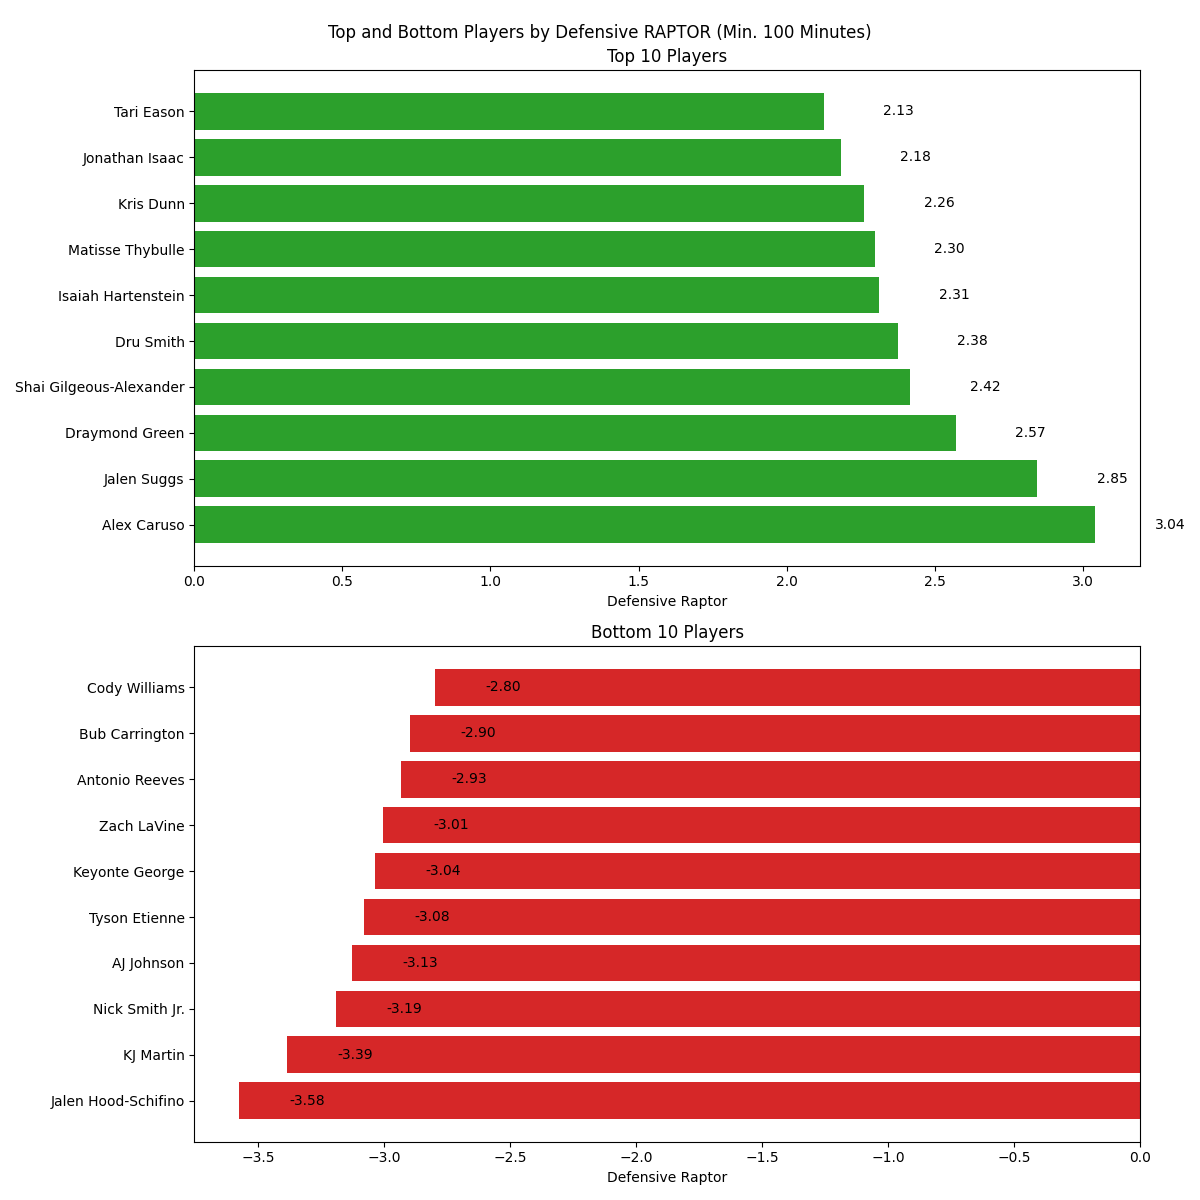 Top and Bottom Players by Defensive RAPTOR (Min. 100 Minutes)
Top 10 Players
Tari Eason 2.13
Jonathan Isaac 2.18
Kris Dunn 2.26
Matisse Thybulle 2.30
Isaiah Hartenstein 2.31
Dru Smith 2.38
Shai Gilgeous-Alexander 2.42
Draymond Green 2.57
Jalen Suggs 2.85
Alex Caruso 3.04
0.0 0.5 1.0 1.5 2.0 2.5 3.0
Defensive Raptor
Bottom 10 Players
Cody Williams -2.80
Bub Carrington -2.90
Antonio Reeves -2.93
Zach LaVine -3.01
Keyonte George -3.04
Tyson Etienne -3.08
AJ Johnson -3.13
Nick Smith Jr. -3.19
KJ Martin -3.39
Jalen Hood-Schifino -3.58
−3.5 −3.0 −2.5 −2.0 −1.5 −1.0 −0.5 0.0
Defensive Raptor